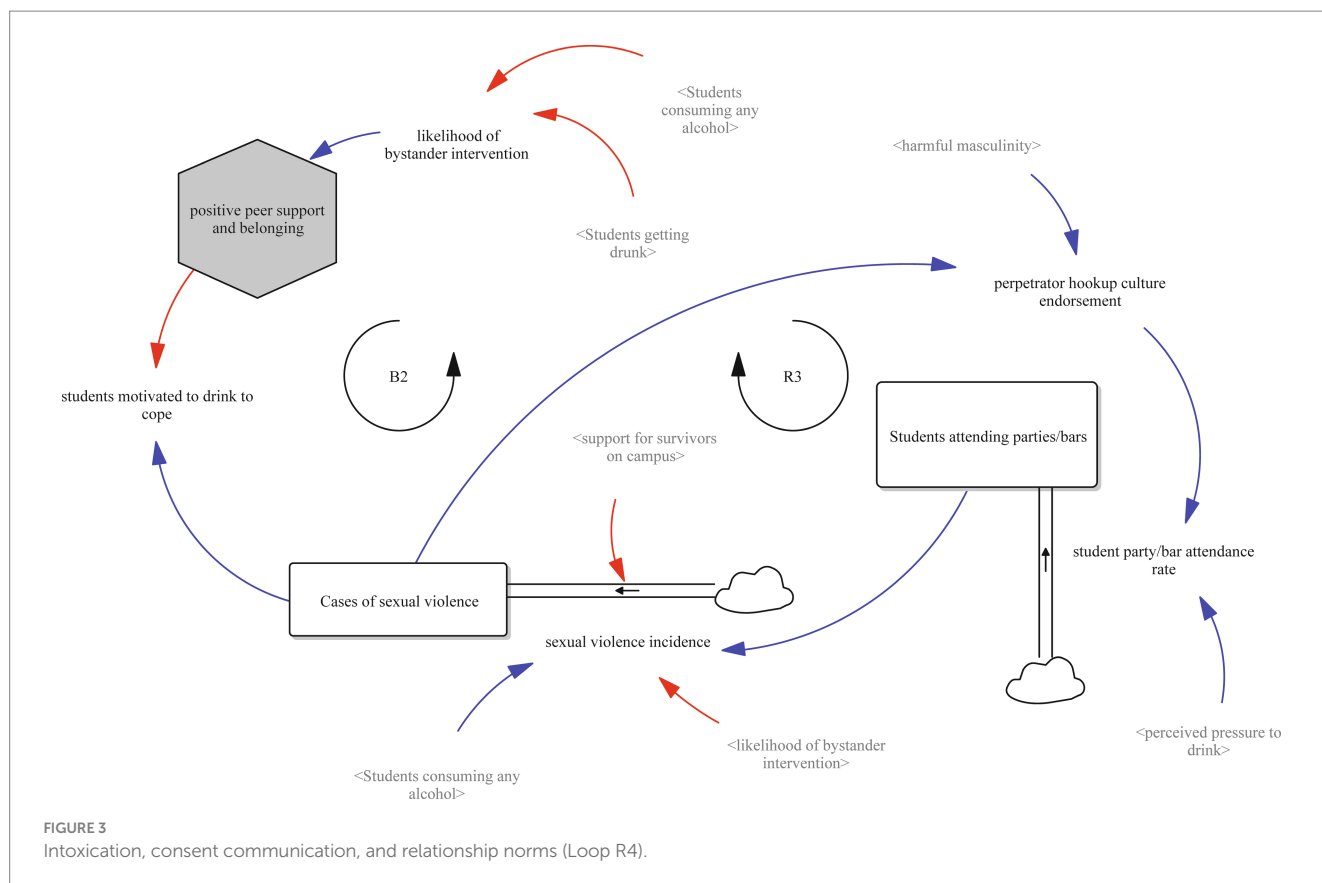 <Students
consuming any
alcohol>
likelihood of
bystander intervention
<harmful masculinity>
positive peer support
and belonging
<Students getting
drunk>
perpetrator hookup culture
endorsement
B2
R3
students motivated to drink to
cope
<support for survivors
on campus>
Students attending parties/bars
student party/bar attendance
rate
Cases of sexual violence
sexual violence incidence
<perceived pressure to
drink>
<likelihood of bystander
intervention>
<Students consuming any
alcohol>
FIGURE 3
Intoxication, consent communication, and relationship norms (Loop R4).